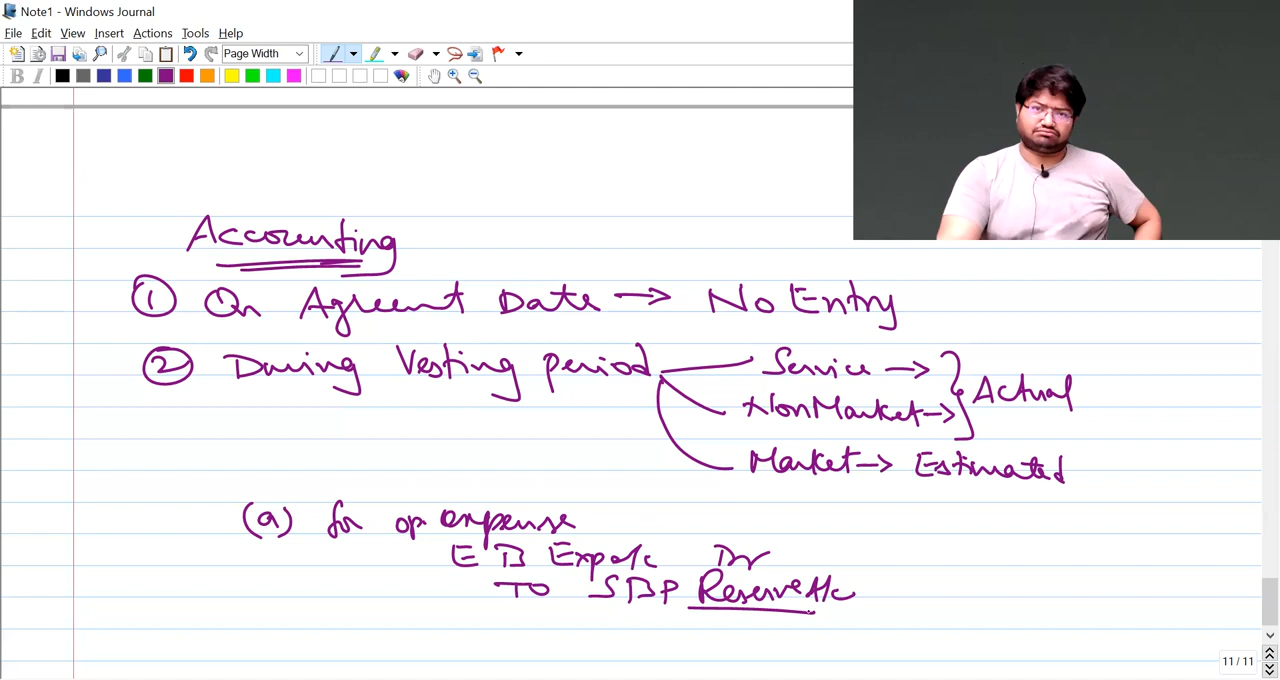 Note1 - Windows Journal
File Edit View Insert Actions Tools Help
Page Width
B I
Accounting
① On Agreement Date → No Entry
② During Vesting period Service →
NonMarket → Actual
Market → Estimated
(a) for op expense
E B Exp a/c Dr
To SBP Reserve A/c
11 / 11